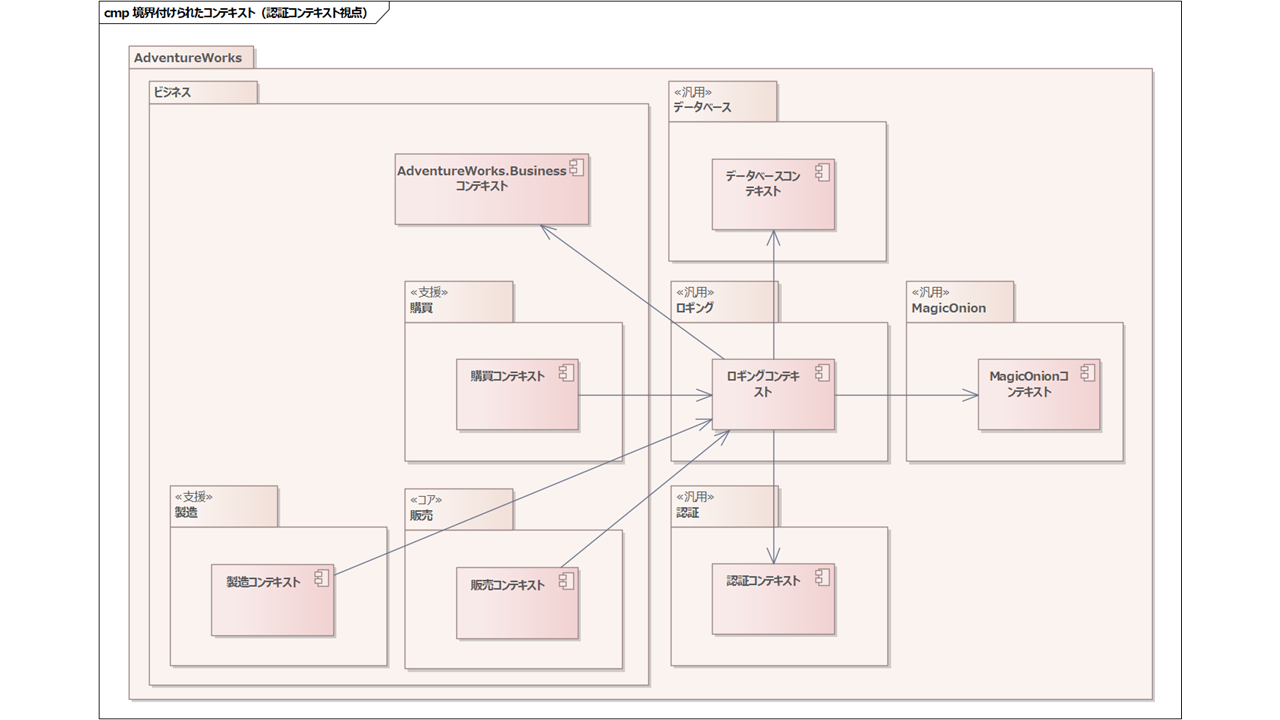 cmp 境界付けられたコンテキスト（認証コンテキスト視点）
AdventureWorks
ビジネス
AdventureWorks.Business
コンテキスト
«汎用»
データベース
データベースコン
テキスト
«支援»
購買
購買コンテキスト
«汎用»
ロギング
ロギングコンテキ
スト
«汎用»
MagicOnion
MagicOnionコ
ンテキスト
«支援»
製造
製造コンテキスト
«コア»
販売
販売コンテキスト
«汎用»
認証
認証コンテキスト